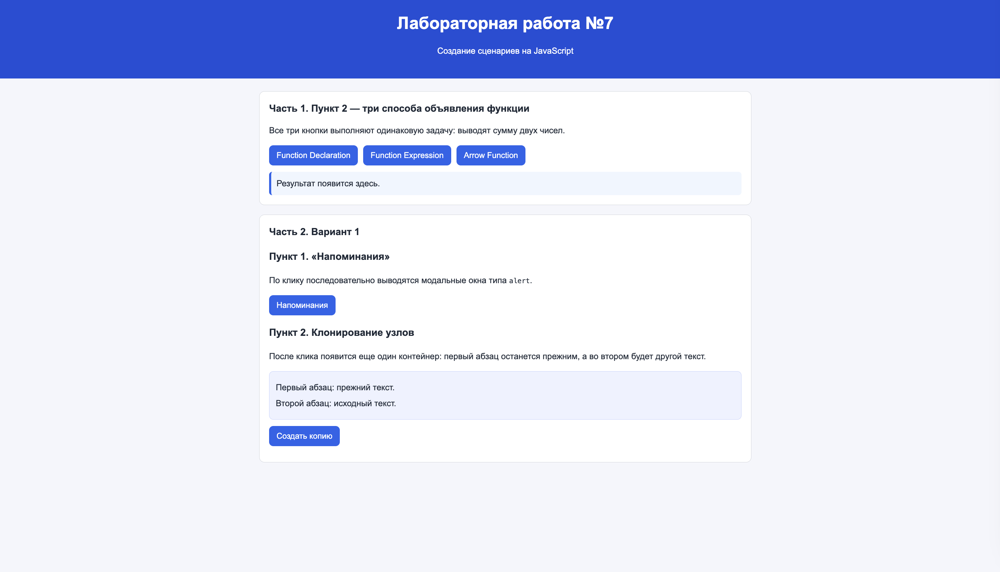 Лабораторная работа №7
Создание сценариев на JavaScript
Часть 1. Пункт 2 — три способа объявления функции
Все три кнопки выполняют одинаковую задачу: выводят сумму двух чисел.
Function Declaration
Function Expression
Arrow Function
Результат появится здесь.
Часть 2. Вариант 1
Пункт 1. «Напоминания»
По клику последовательно выводятся модальные окна типа alert.
Напоминания
Пункт 2. Клонирование узлов
После клика появится еще один контейнер: первый абзац останется прежним, а во втором будет другой текст.
Первый абзац: прежний текст.
Второй абзац: исходный текст.
Создать копию